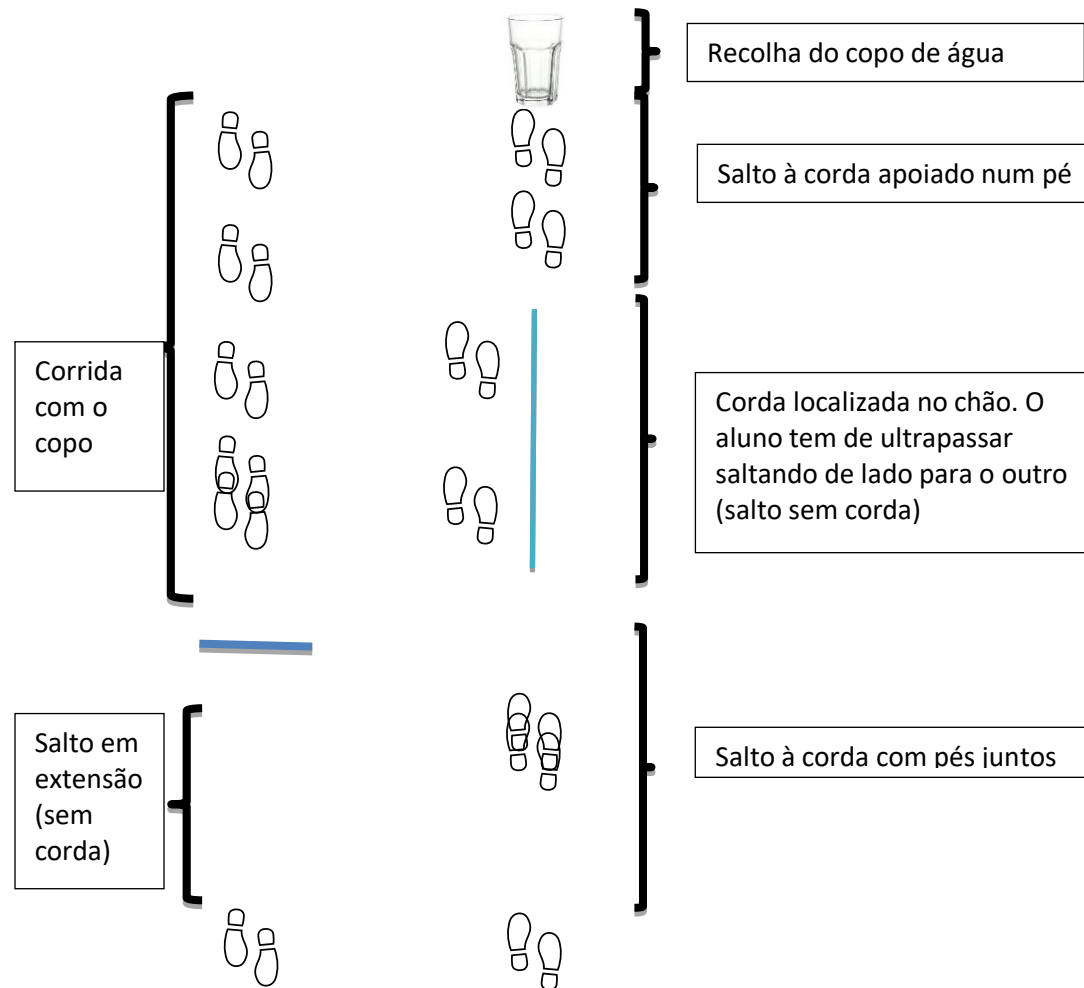 Recolha do copo de água
Salto à corda apoiado num pé
Corrida
com o
copo
Corda localizada no chão. O
aluno tem de ultrapassar
saltando de lado para o outro
(salto sem corda)
Salto em
extensão
(sem
corda)
Salto à corda com pés juntos